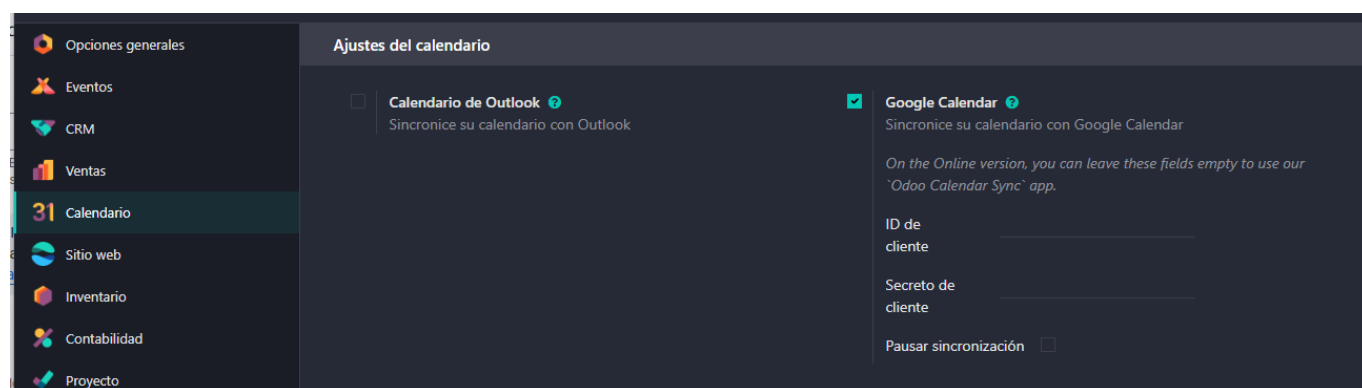 Opciones generales
Eventos
CRM
Ventas
31 Calendario
Sitio web
Inventario
Contabilidad
Proyecto
Ajustes del calendario
Calendario de Outlook ?
Sincronice su calendario con Outlook
Google Calendar ?
Sincronice su calendario con Google Calendar
On the Online version, you can leave these fields empty to use our
`Odoo Calendar Sync` app.
ID de
cliente
Secreto de
cliente
Pausar sincronización